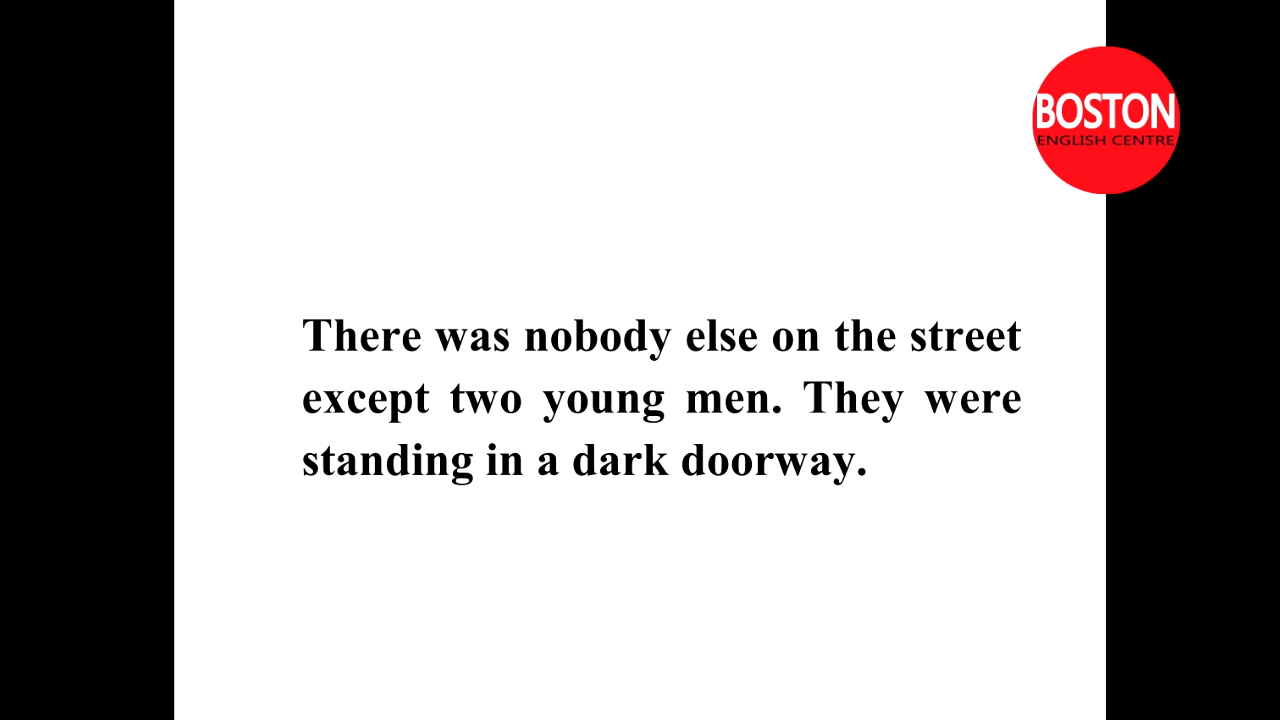 BOSTON
ENGLISH CENTRE
There was nobody else on the street
except two young men. They were
standing in a dark doorway.